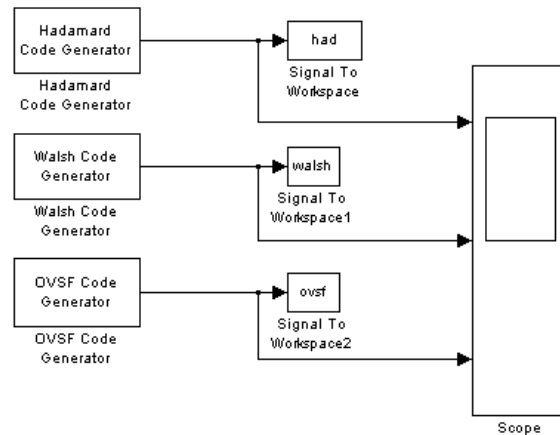 Hadamard
Code Generator
had
Hadamard
Code Generator
Signal To
Workspace
Walsh Code
Generator
walsh
Walsh Code
Generator
Signal To
Workspace1
OVSF Code
Generator
ovsf
OVSF Code
Generator
Signal To
Workspace2
Scope